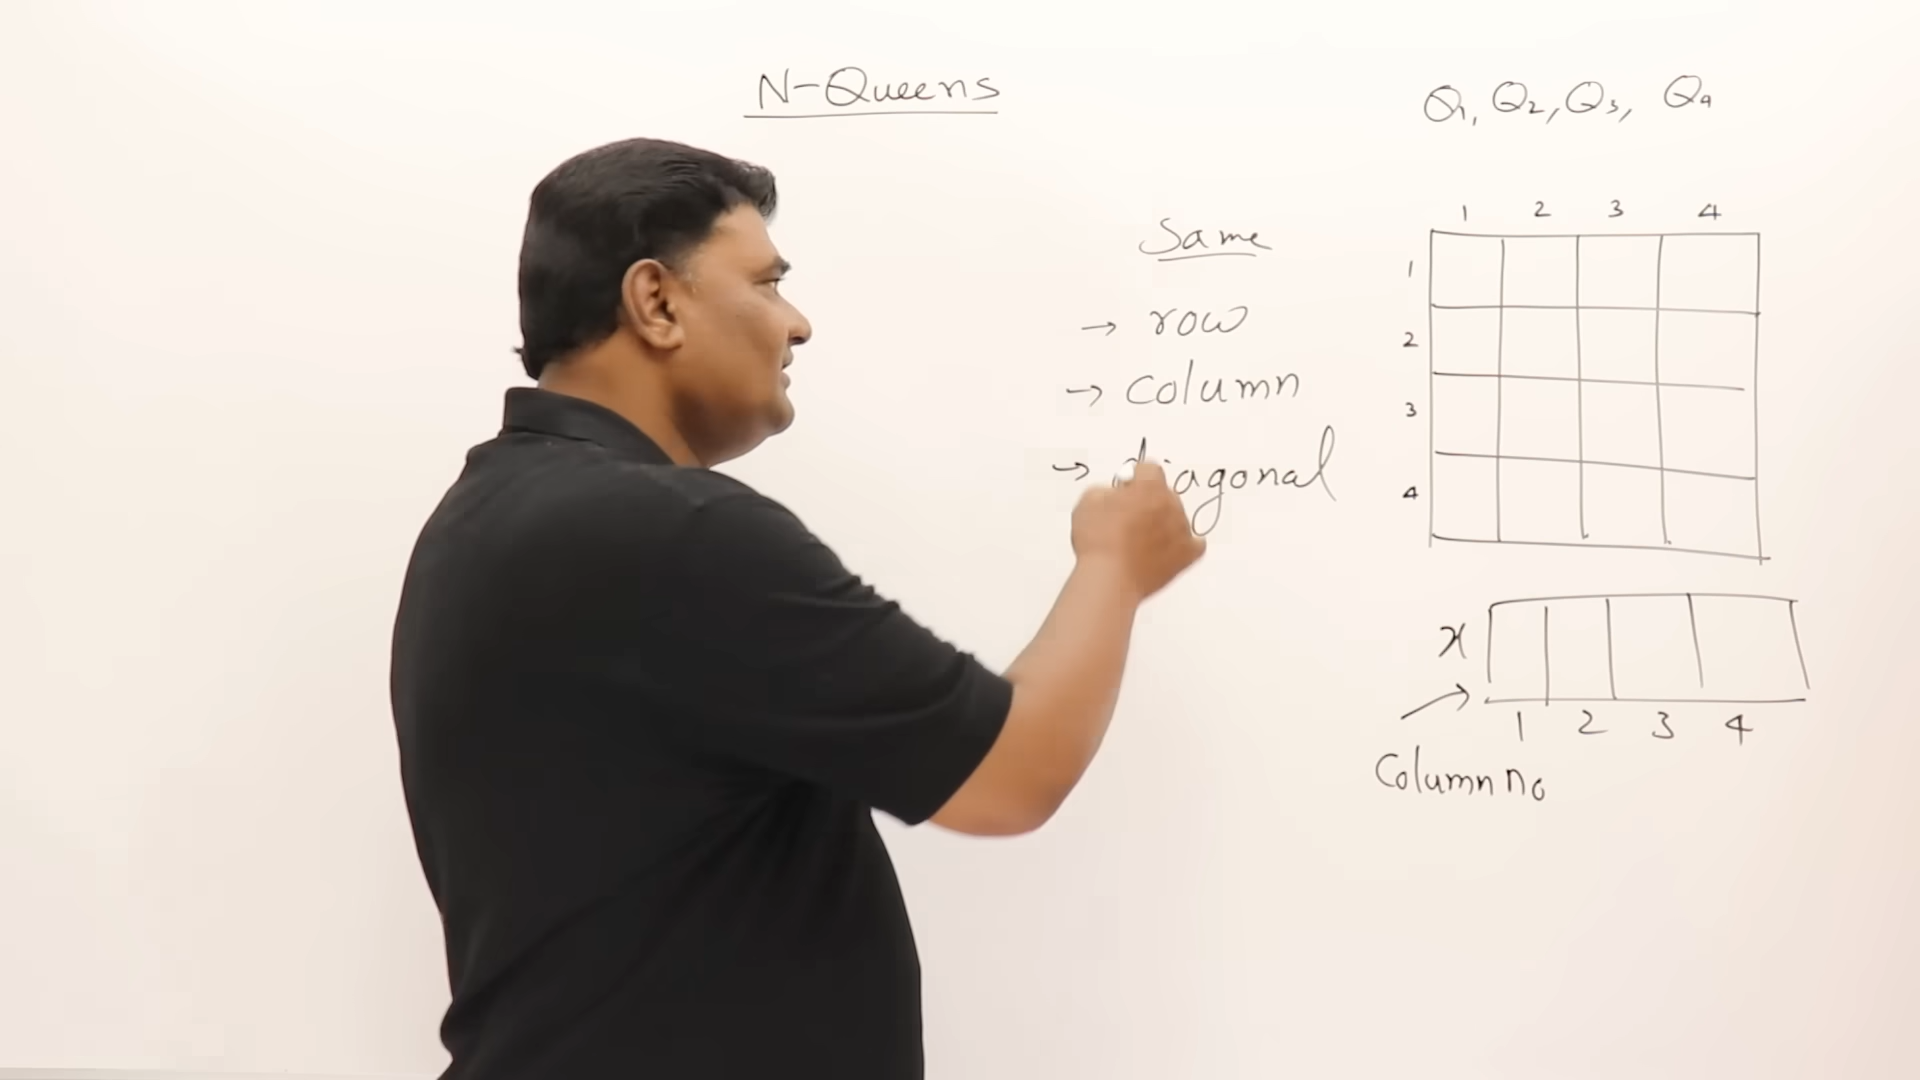 N-Queens
Q1, Q2, Q3, Q4
Same
→ row
→ column
→ diagonal
1 2 3 4
1
2
3
4
x
1 2 3 4
Column no